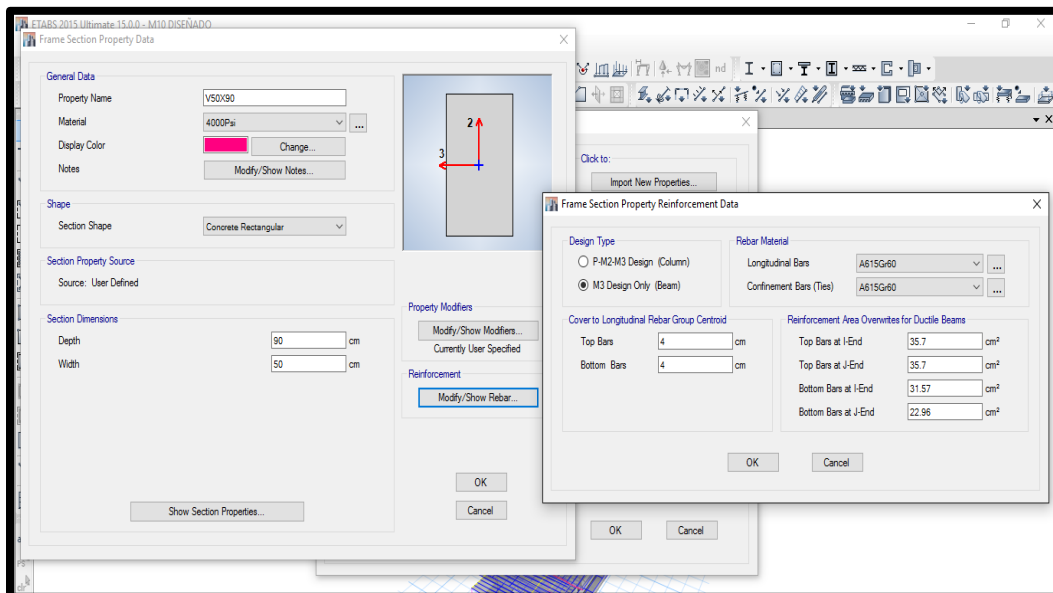 ETABS 2015 Ultimate 15.0.0 - M10 DISEÑADO
Frame Section Property Data
General Data
Property Name V50X90
Material 4000Psi ...
Display Color Change...
Notes Modify/Show Notes...
2
3
Shape
Section Shape Concrete Rectangular
Section Property Source
Source: User Defined
Section Dimensions
Depth 90 cm
Width 50 cm
Show Section Properties...
Property Modifiers
Modify/Show Modifiers...
Currently User Specified
Reinforcement
Modify/Show Rebar...
OK
Cancel
nd
Click to:
Import New Properties...
OK Cancel
Frame Section Property Reinforcement Data
Design Type
P-M2-M3 Design (Column)
M3 Design Only (Beam)
Rebar Material
Longitudinal Bars A615Gr60 ...
Confinement Bars (Ties) A615Gr60 ...
Cover to Longitudinal Rebar Group Centroid
Top Bars 4 cm
Bottom Bars 4 cm
Reinforcement Area Overwrites for Ductile Beams
Top Bars at I-End 35.7 cm²
Top Bars at J-End 35.7 cm²
Bottom Bars at I-End 31.57 cm²
Bottom Bars at J-End 22.96 cm²
OK Cancel